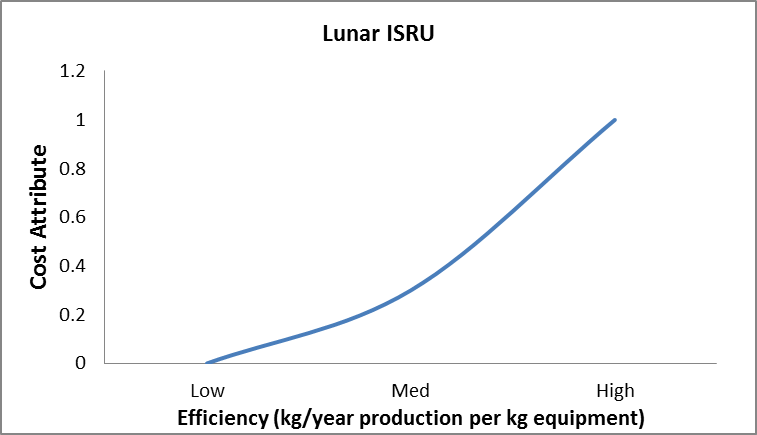 Lunar ISRU
1.2
1
0.8
0.6
0.4
0.2
0
Cost Attribute
Low Med High
Efficiency (kg/year production per kg equipment)